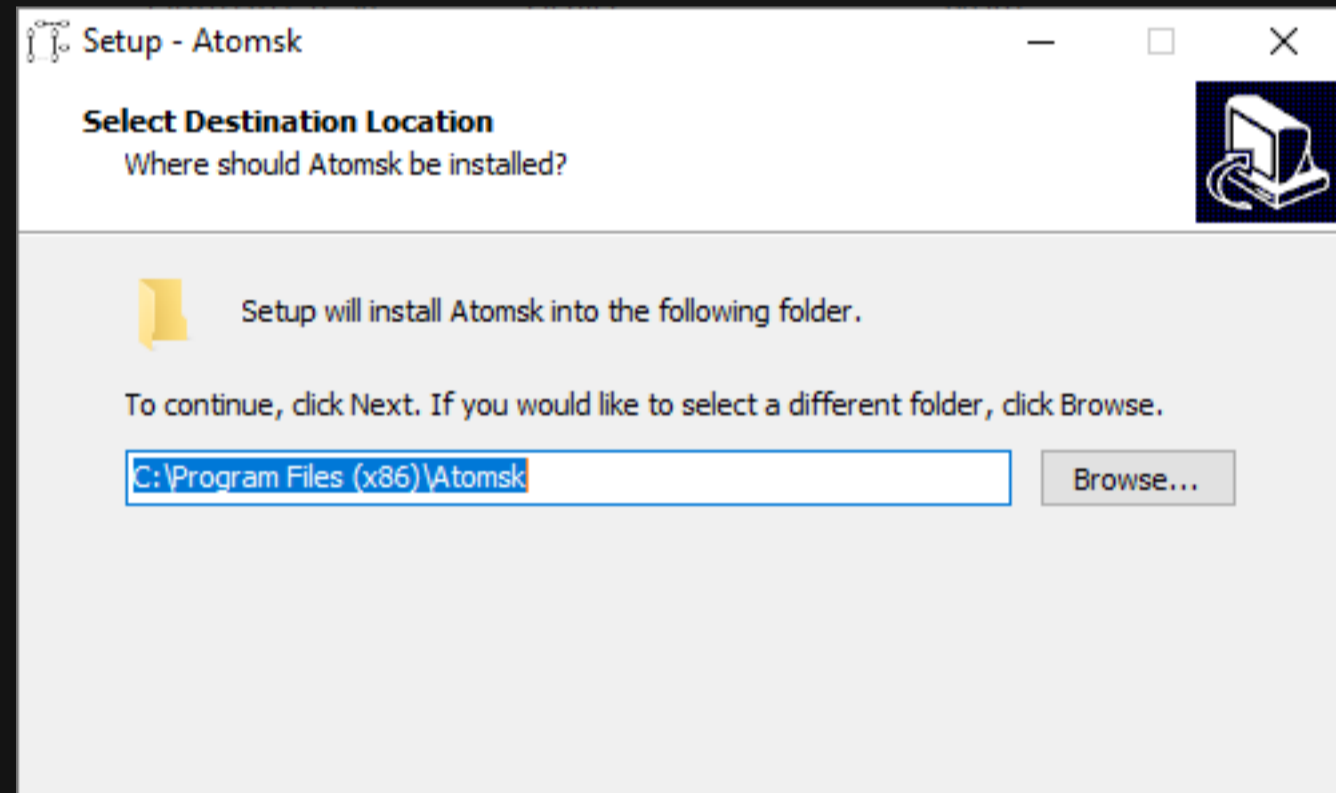 Setup - Atomsk
Select Destination Location
Where should Atomsk be installed?
Setup will install Atomsk into the following folder.
To continue, click Next. If you would like to select a different folder, click Browse.
C:\Program Files (x86)\Atomsk
Browse...